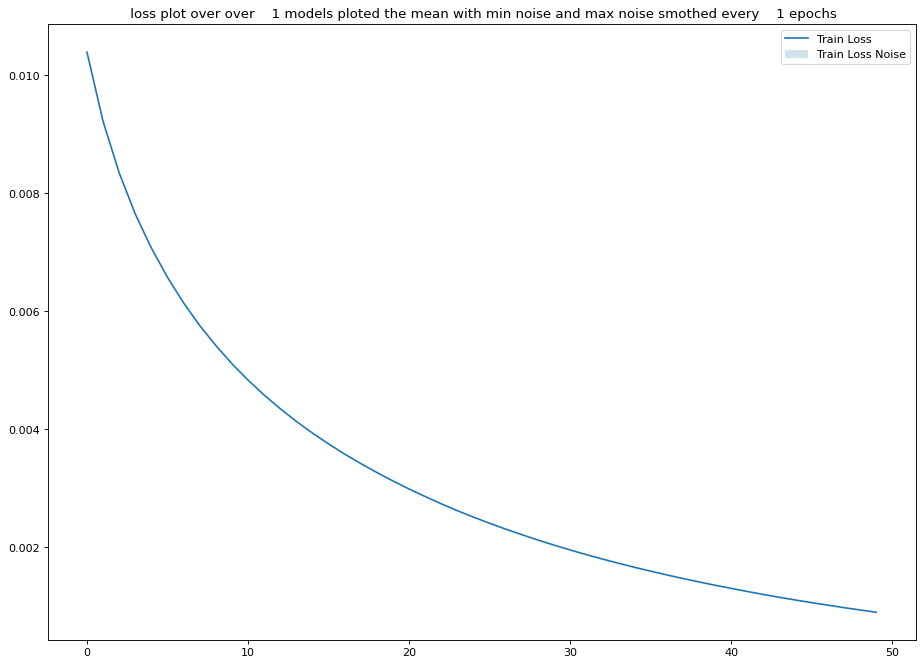 loss plot over over    1 models ploted the mean with min noise and max noise smothed every    1 epochs
Train Loss
Train Loss Noise
0.010
0.008
0.006
0.004
0.002
0 10 20 30 40 50